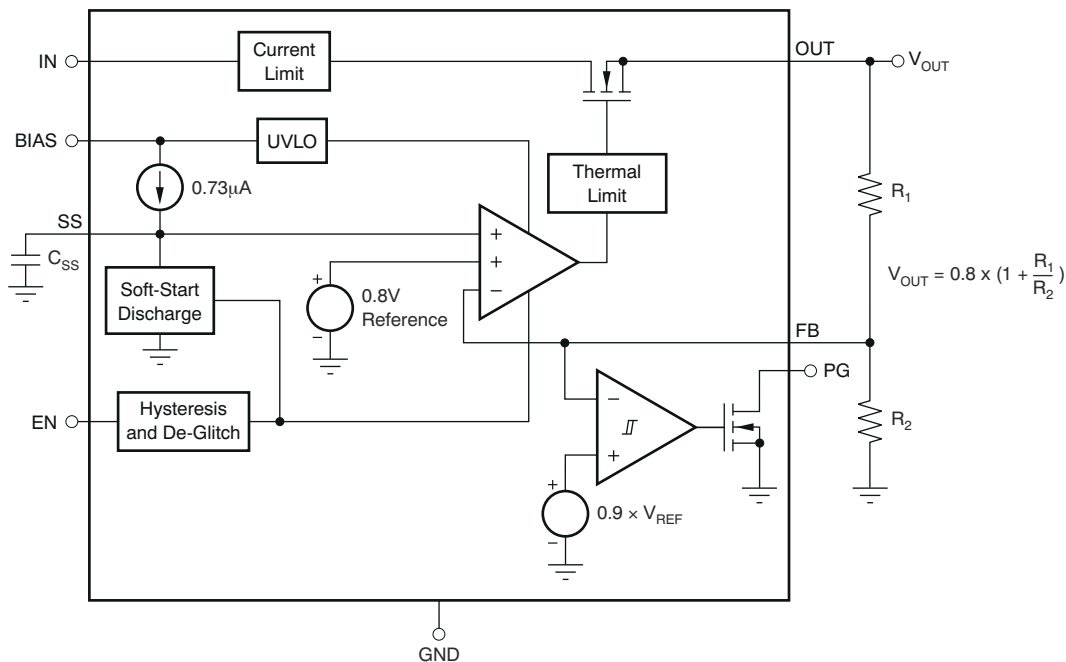 IN
Current
Limit
OUT
V_OUT
BIAS
UVLO
0.73µA
Thermal
Limit
R_1
SS
C_SS
+
+
−
Soft-Start
Discharge
+
0.8V
Reference
−
V_OUT = 0.8 x (1 + R_1/R_2)
FB
PG
EN
Hysteresis
and De-Glitch
−
+
R_2
+
0.9 × V_REF
−
GND